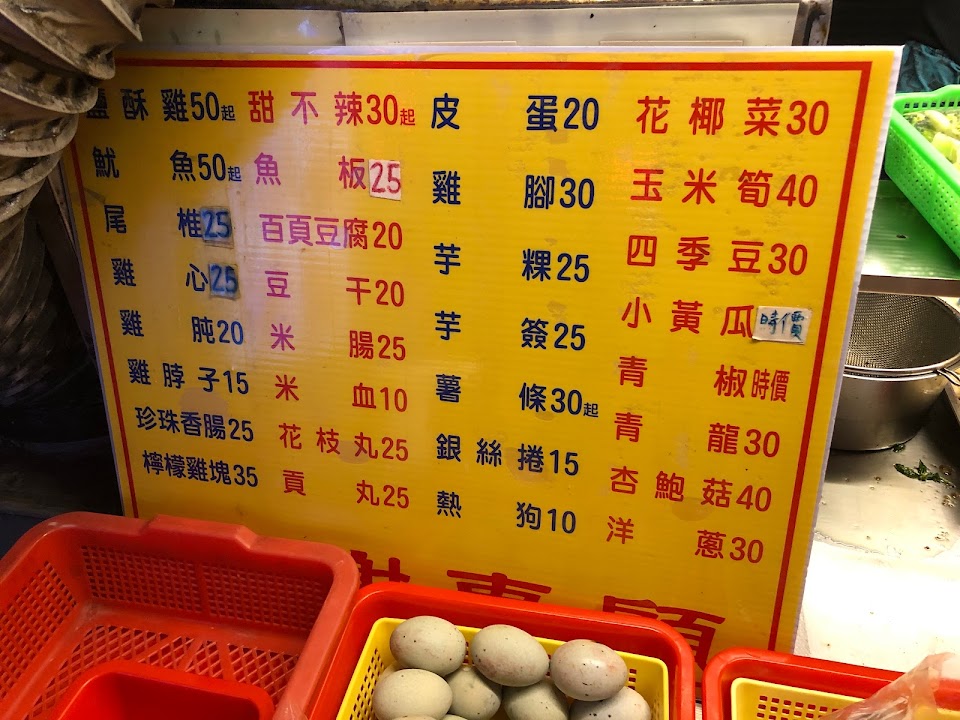 鹽酥雞50起
魷魚50起
尾椎25
雞心25
雞肫20
雞脖子15
珍珠香腸25
檸檬雞塊35
甜不辣30起
魚板25
百頁豆腐20
豆干20
米腸25
米血10
花枝丸25
貢丸25
皮蛋20
雞腳30
芋粿25
芋簽25
薯條30起
銀絲捲15
熱狗10
花椰菜30
玉米筍40
四季豆30
小黃瓜時價
青椒時價
青龍30
杏鮑菇40
洋蔥30